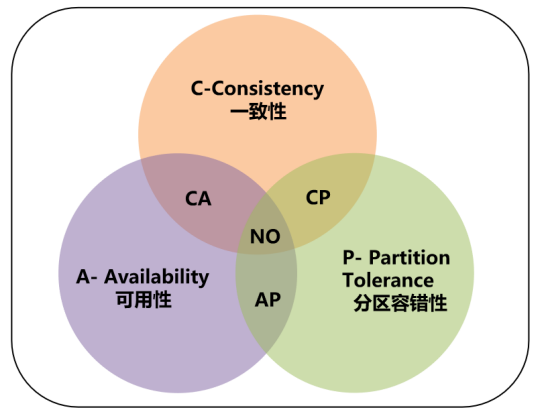 C-Consistency
一致性
CA
CP
NO
A- Availability
可用性
AP
P- Partition
Tolerance
分区容错性